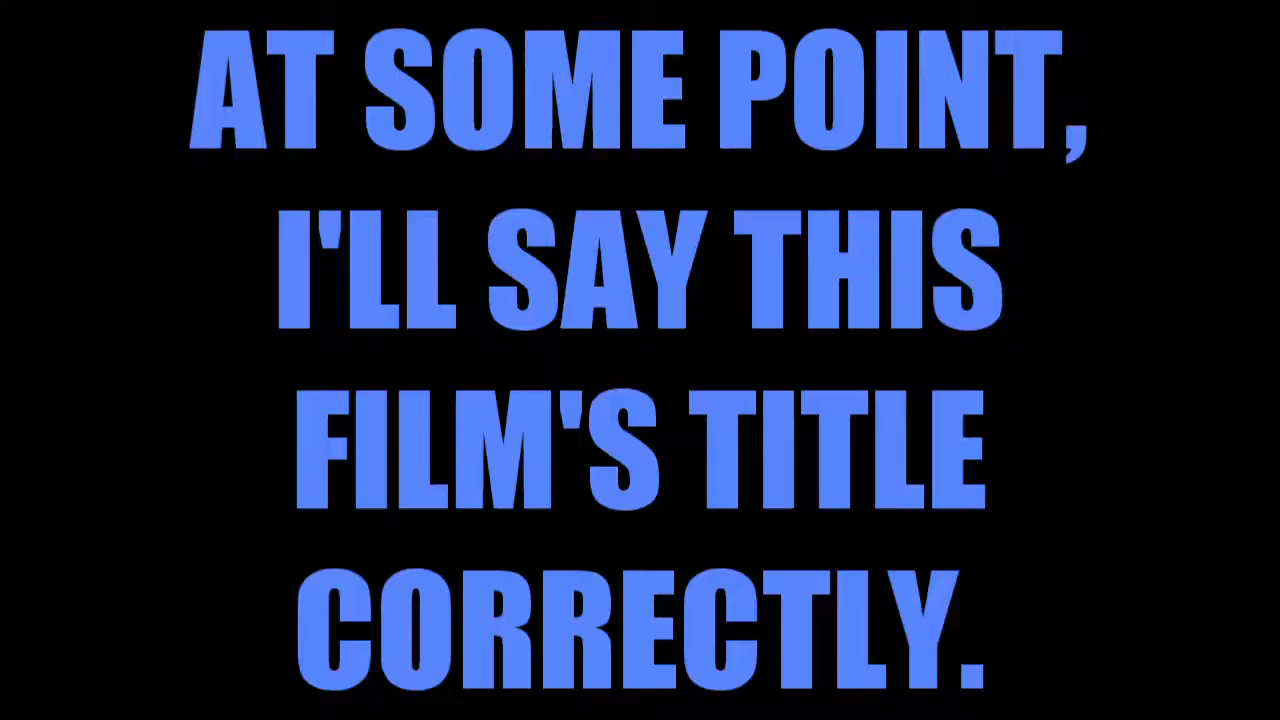 AT SOME POINT,
I'LL SAY THIS
FILM'S TITLE
CORRECTLY.